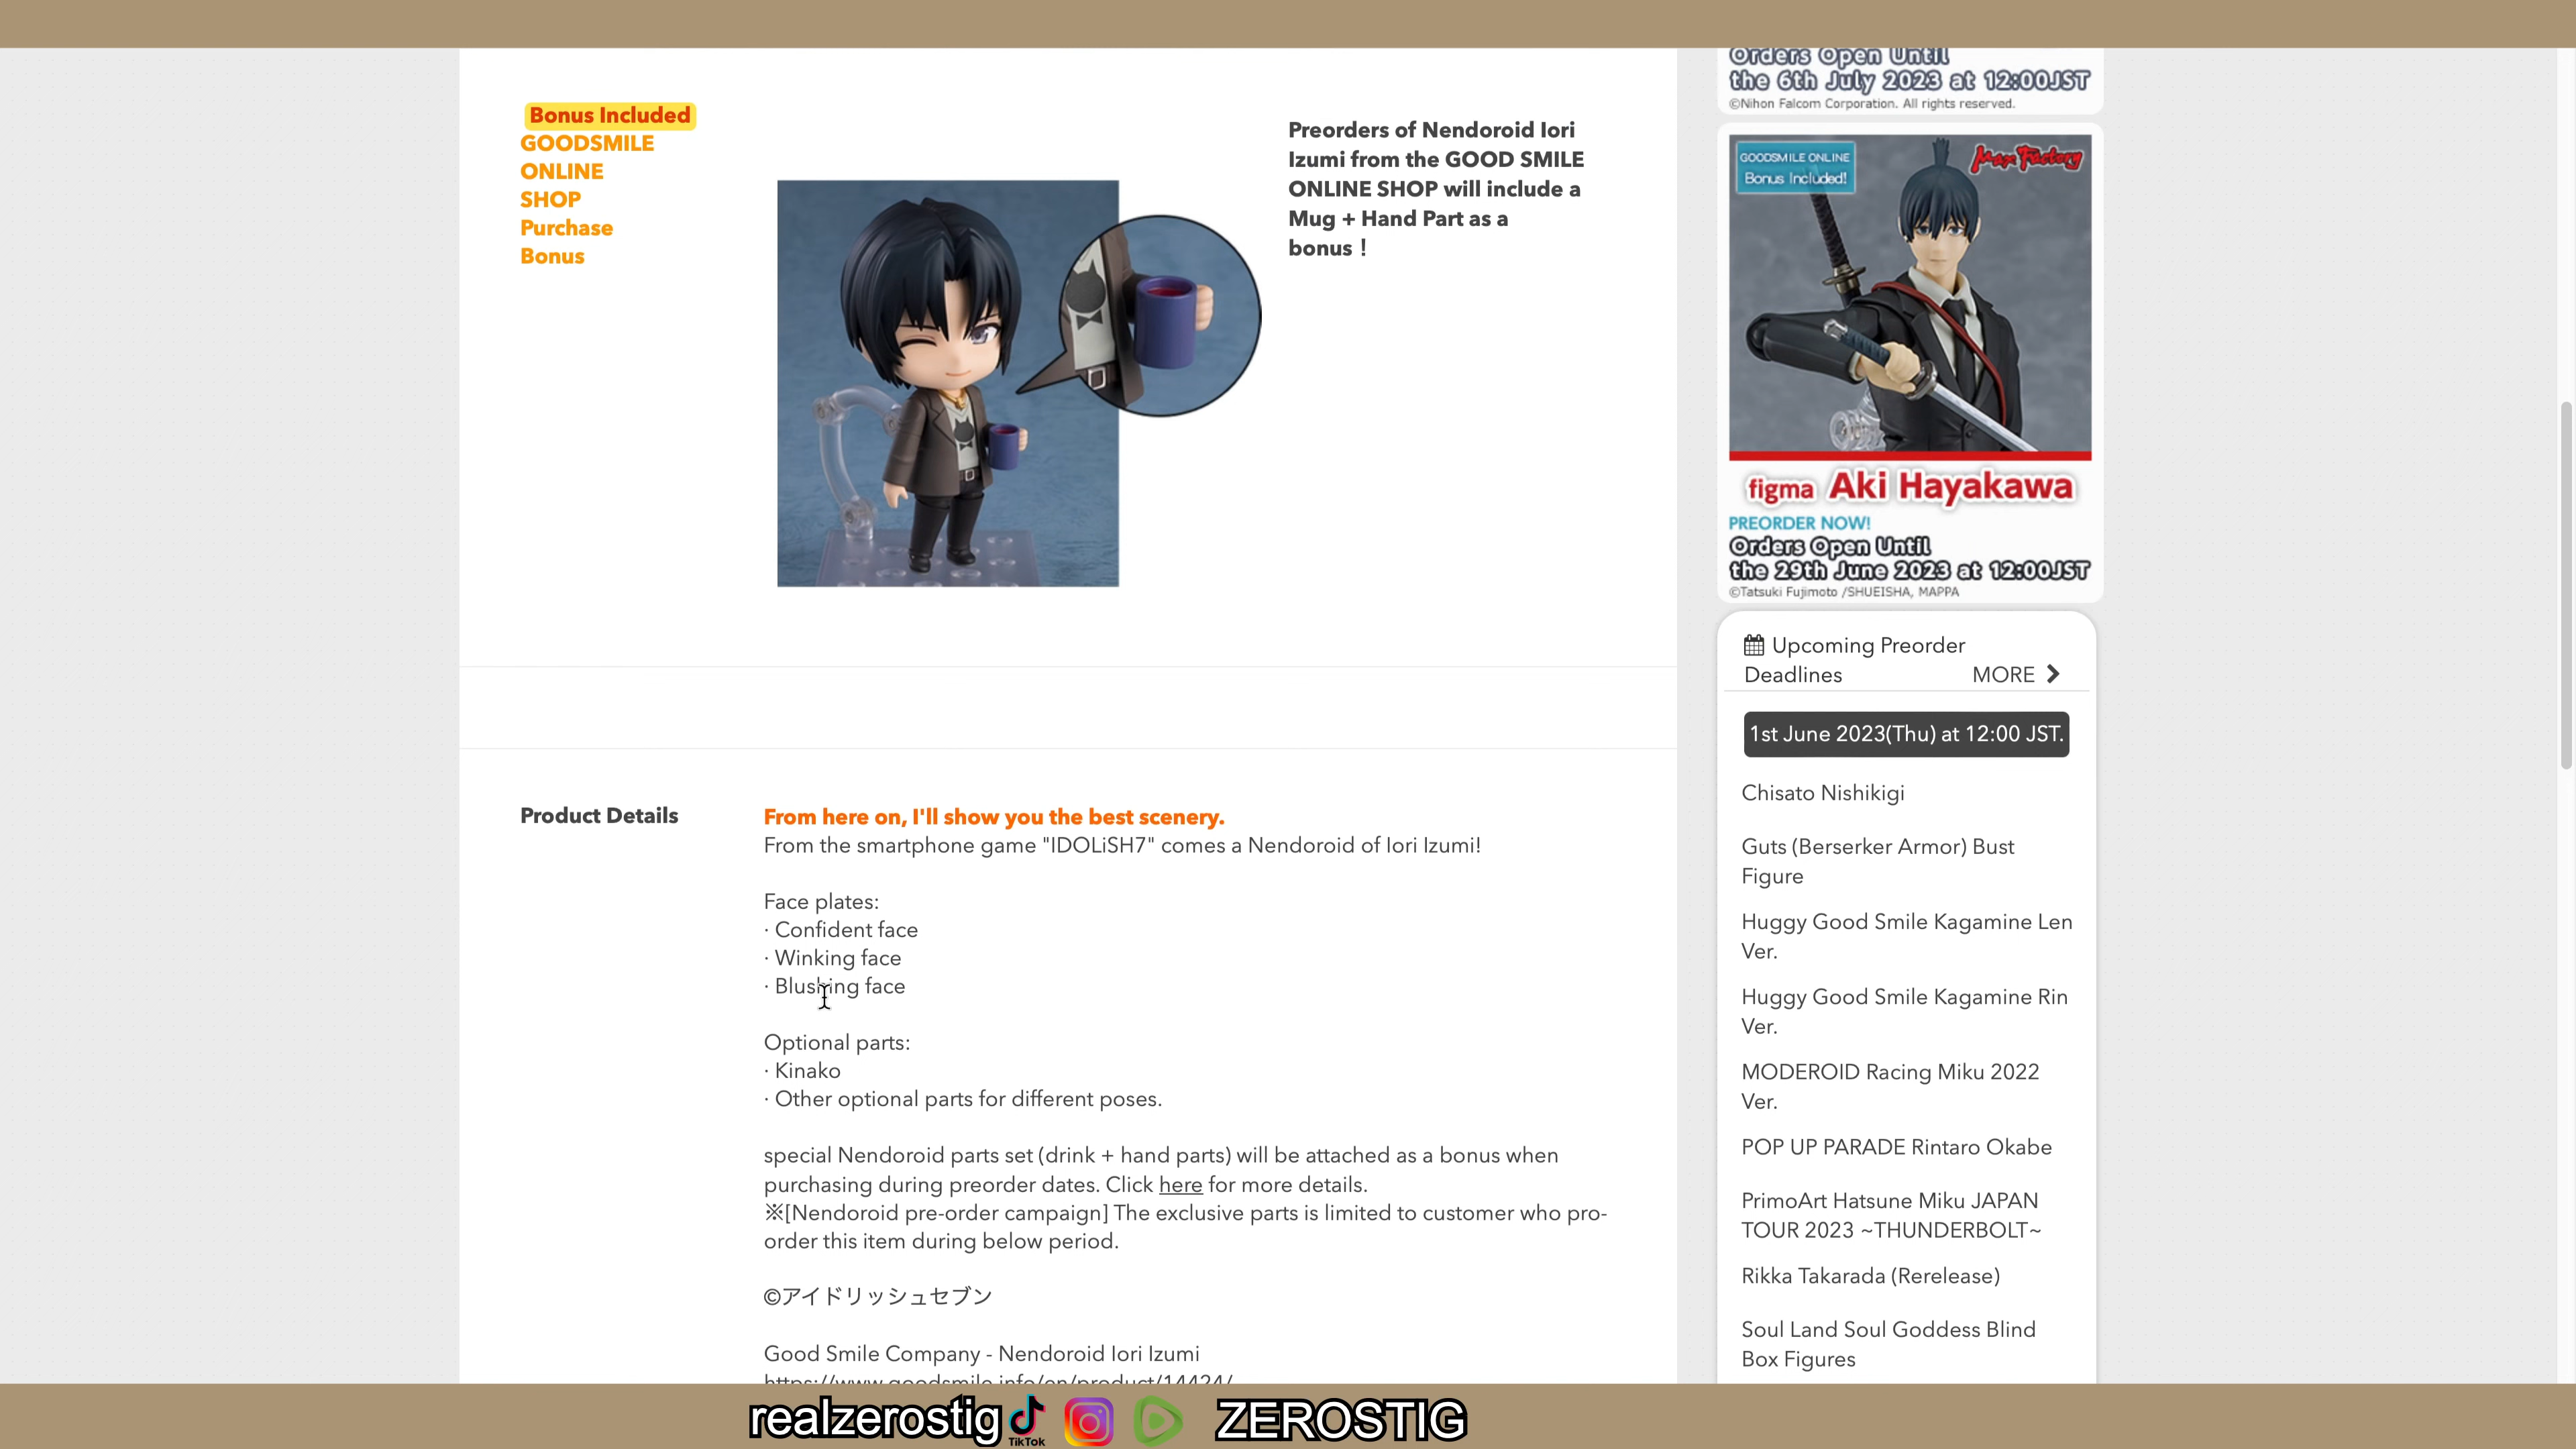 Bonus Included
GOODSMILE
ONLINE
SHOP
Purchase
Bonus
Preorders of Nendoroid Iori
Izumi from the GOOD SMILE
ONLINE SHOP will include a
Mug + Hand Part as a
bonus！
Product Details
From here on, I'll show you the best scenery.
From the smartphone game "IDOLiSH7" comes a Nendoroid of Iori Izumi!
Face plates:
· Confident face
· Winking face
· Blushing face
Optional parts:
· Kinako
· Other optional parts for different poses.
special Nendoroid parts set (drink + hand parts) will be attached as a bonus when
purchasing during preorder dates. Click here for more details.
※[Nendoroid pre-order campaign] The exclusive parts is limited to customer who pro-
order this item during below period.
©アイドリッシュセブン
Good Smile Company - Nendoroid Iori Izumi
https://www.goodsmile.info/en/product/14424/
Orders Open Until
the 6th July 2023 at 12:00JST
©Nihon Falcom Corporation. All rights reserved.
GOODSMILE ONLINE
Bonus Included!
Max Factory
figma Aki Hayakawa
PREORDER NOW!
Orders Open Until
the 29th June 2023 at 12:00JST
©Tatsuki Fujimoto /SHUEISHA, MAPPA
Upcoming Preorder
Deadlines MORE
1st June 2023(Thu) at 12:00 JST.
Chisato Nishikigi
Guts (Berserker Armor) Bust
Figure
Huggy Good Smile Kagamine Len
Ver.
Huggy Good Smile Kagamine Rin
Ver.
MODEROID Racing Miku 2022
Ver.
POP UP PARADE Rintaro Okabe
PrimoArt Hatsune Miku JAPAN
TOUR 2023 ~THUNDERBOLT~
Rikka Takarada (Rerelease)
Soul Land Soul Goddess Blind
Box Figures
realzerostig TikTok ZEROSTIG